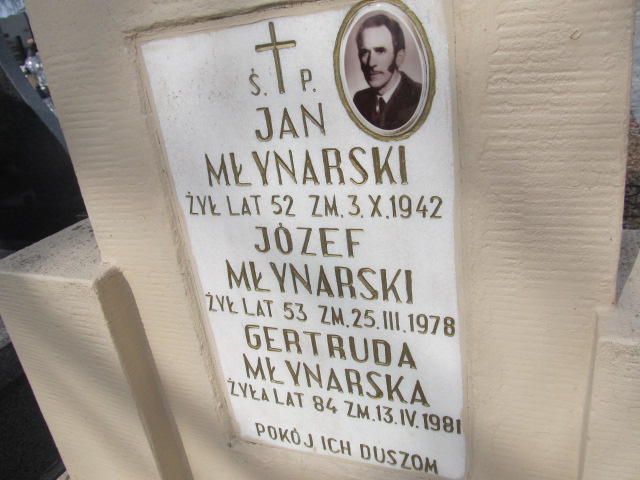 Ś. P.
JAN
MŁYNARSKI
ŻYŁ LAT 52 ZM. 3. X. 1942
JÓZEF
MŁYNARSKI
ŻYŁ LAT 53 ZM. 25. III. 1978
GERTRUDA
MŁYNARSKA
ŻYŁA LAT 84 ZM. 13. IV. 1981
POKÓJ ICH DUSZOM